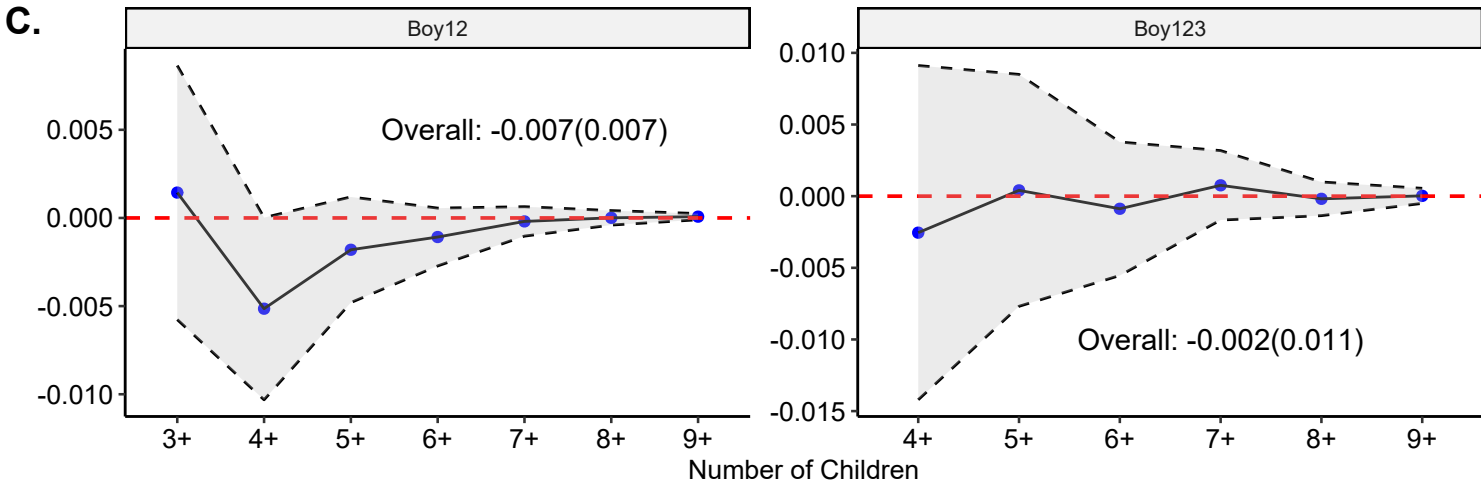 C.
Boy12
0.005
0.000
-0.005
-0.010
Overall: -0.007(0.007)
3+ 4+ 5+ 6+ 7+ 8+ 9+
Boy123
0.010
0.005
0.000
-0.005
-0.010
-0.015
Overall: -0.002(0.011)
4+ 5+ 6+ 7+ 8+ 9+
Number of Children